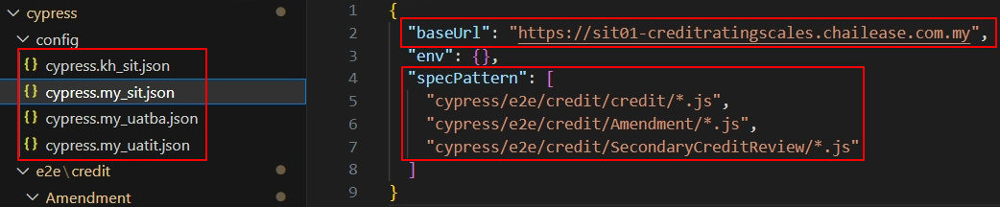 cypress
config
{} cypress.kh_sit.json
{} cypress.my_sit.json
{} cypress.my_uatba.json
{} cypress.my_uatit.json
e2e\credit
Amendment
1 {
2 "baseUrl": "https://sit01-creditratingscales.chailease.com.my",
3 "env": {},
4 "specPattern": [
5 "cypress/e2e/credit/credit/*.js",
6 "cypress/e2e/credit/Amendment/*.js",
7 "cypress/e2e/credit/SecondaryCreditReview/*.js"
8 ]
9 }